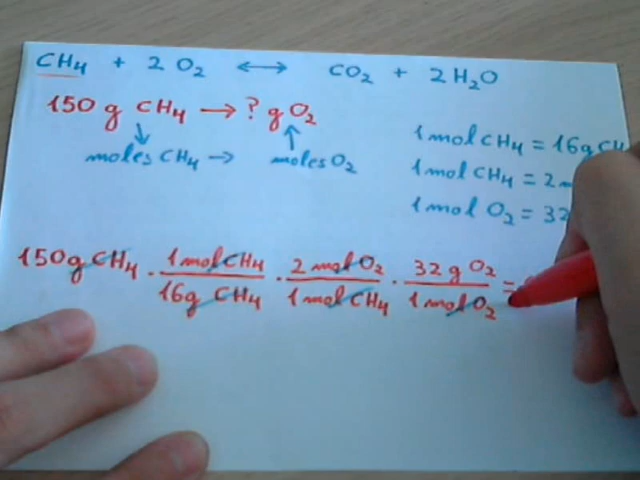 CH4 + 2 O2 ⟷ CO2 + 2 H2O
150 g CH4 → ? g O2
moles CH4 → moles O2
1 mol CH4 = 16g CH
1 mol CH4 = 2
1 mol O2 = 32
150g CH4 · 1 mol CH4 / 16g CH4 · 2 mol O2 / 1 mol CH4 · 32 g O2 / 1 mol O2 =